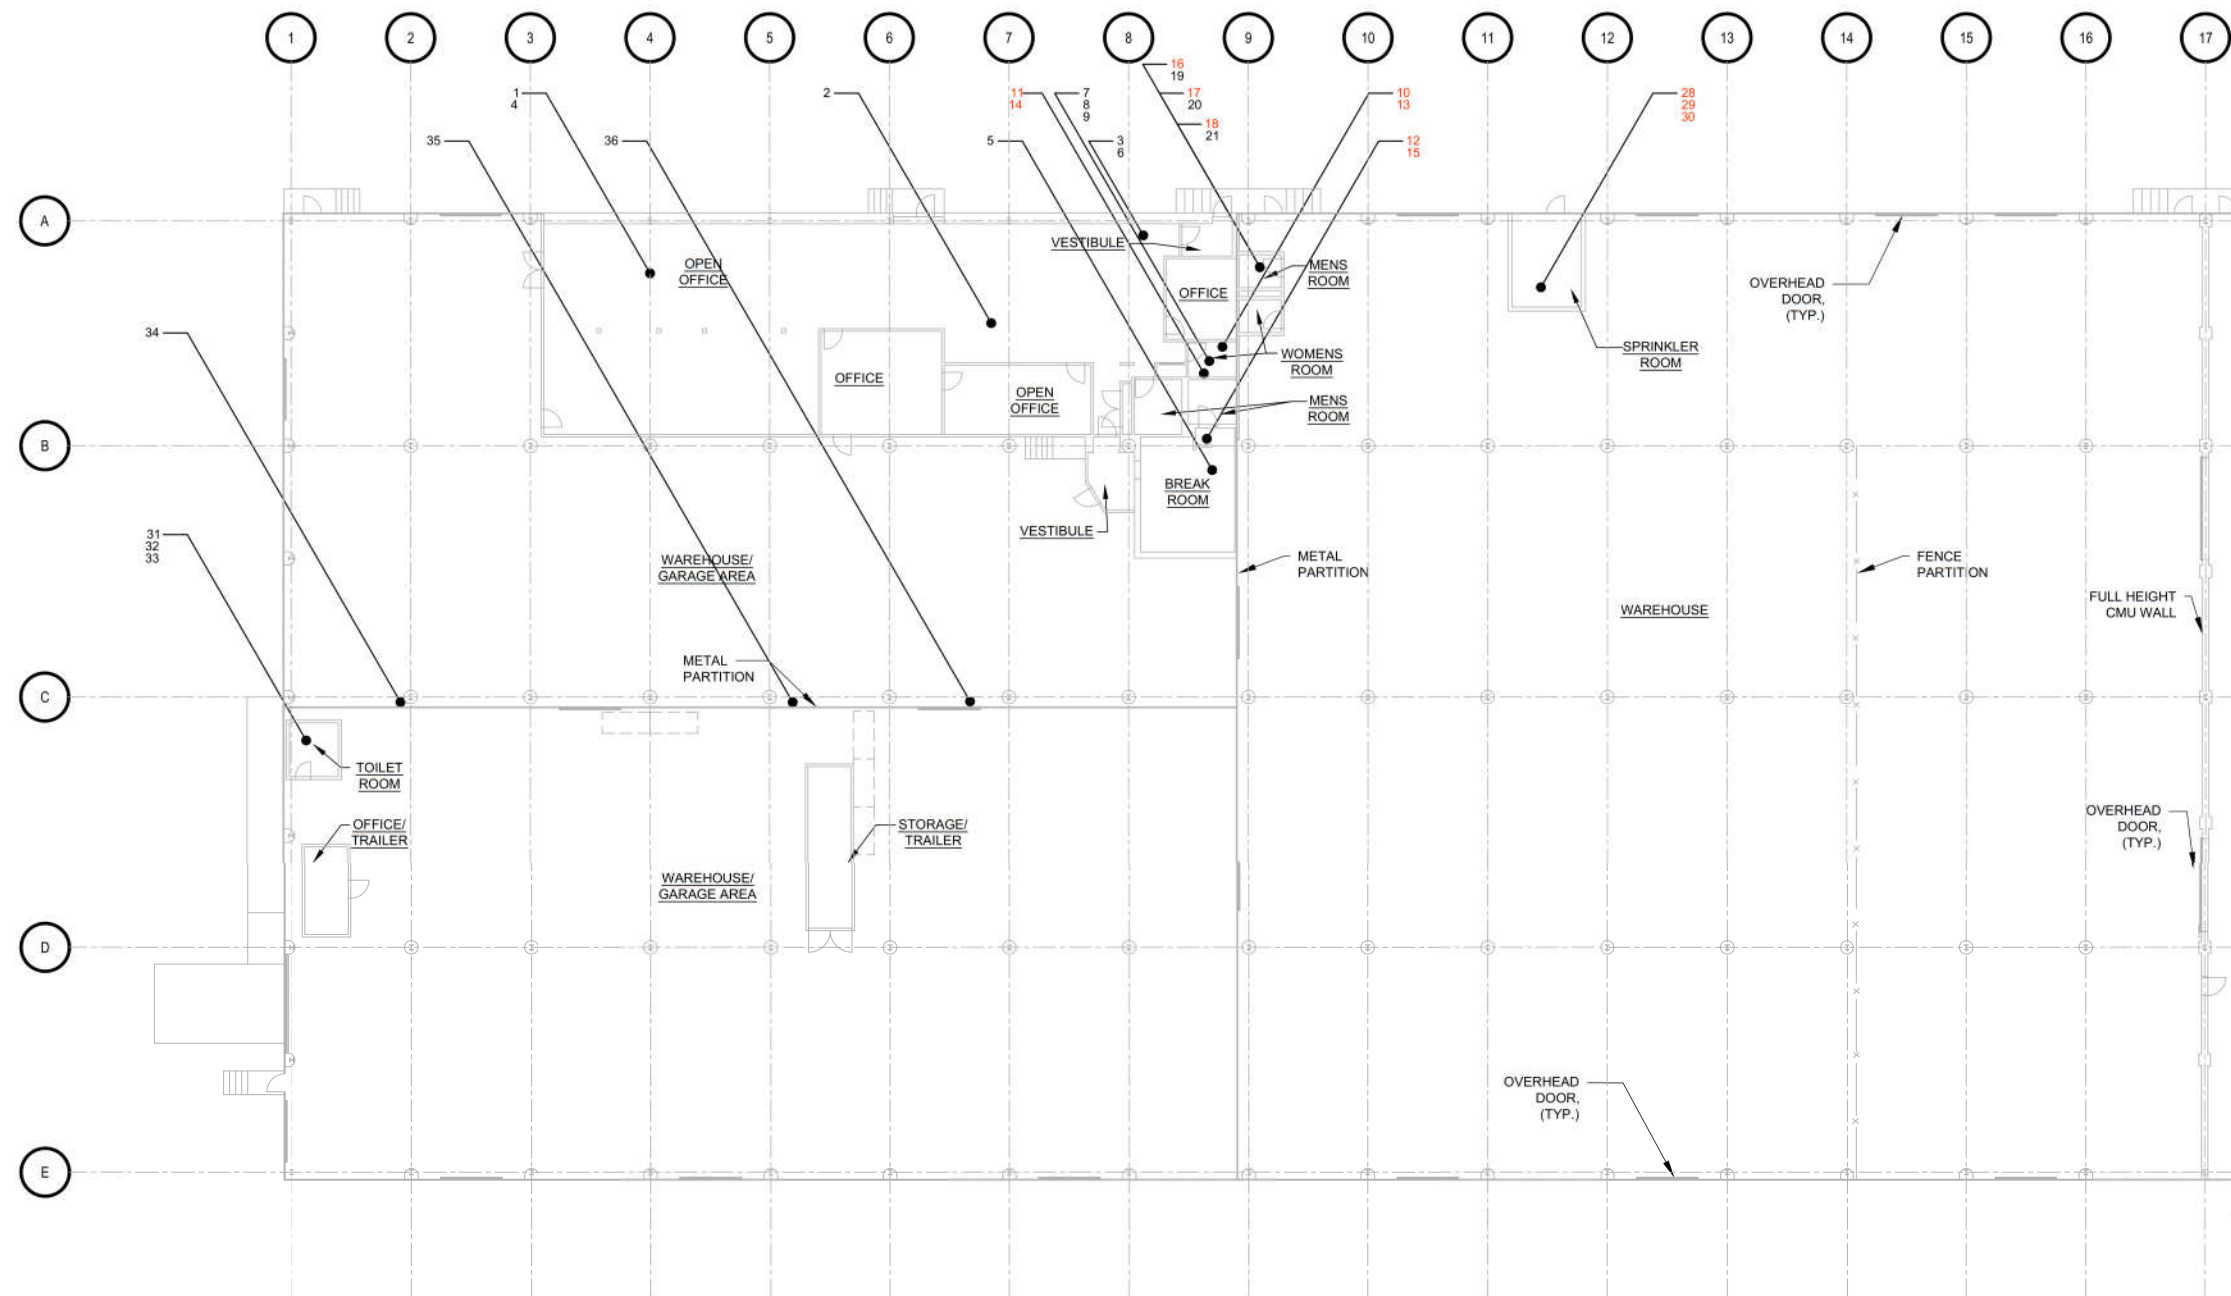 1 2 3 4 5 6 7 8 9 10 11 12 13 14 15 16 17
16
19
1
4
2
11
14
7
8
9
17
20
10
13
28
29
30
18
21
35
36
5
3
6
12
15
A
VESTIBULE
OPEN
OFFICE
MENS
ROOM
OFFICE
OVERHEAD
DOOR,
(TYP.)
34
SPRINKLER
ROOM
WOMENS
ROOM
OFFICE
OPEN
OFFICE
MENS
ROOM
B
BREAK
ROOM
VESTIBULE
31
32
33
WAREHOUSE/
GARAGE AREA
METAL
PARTITION
FENCE
PARTITION
WAREHOUSE
FULL HEIGHT
CMU WALL
METAL
PARTITION
C
TOILET
ROOM
OFFICE/
TRAILER
STORAGE/
TRAILER
OVERHEAD
DOOR,
(TYP.)
WAREHOUSE/
GARAGE AREA
D
OVERHEAD
DOOR,
(TYP.)
E